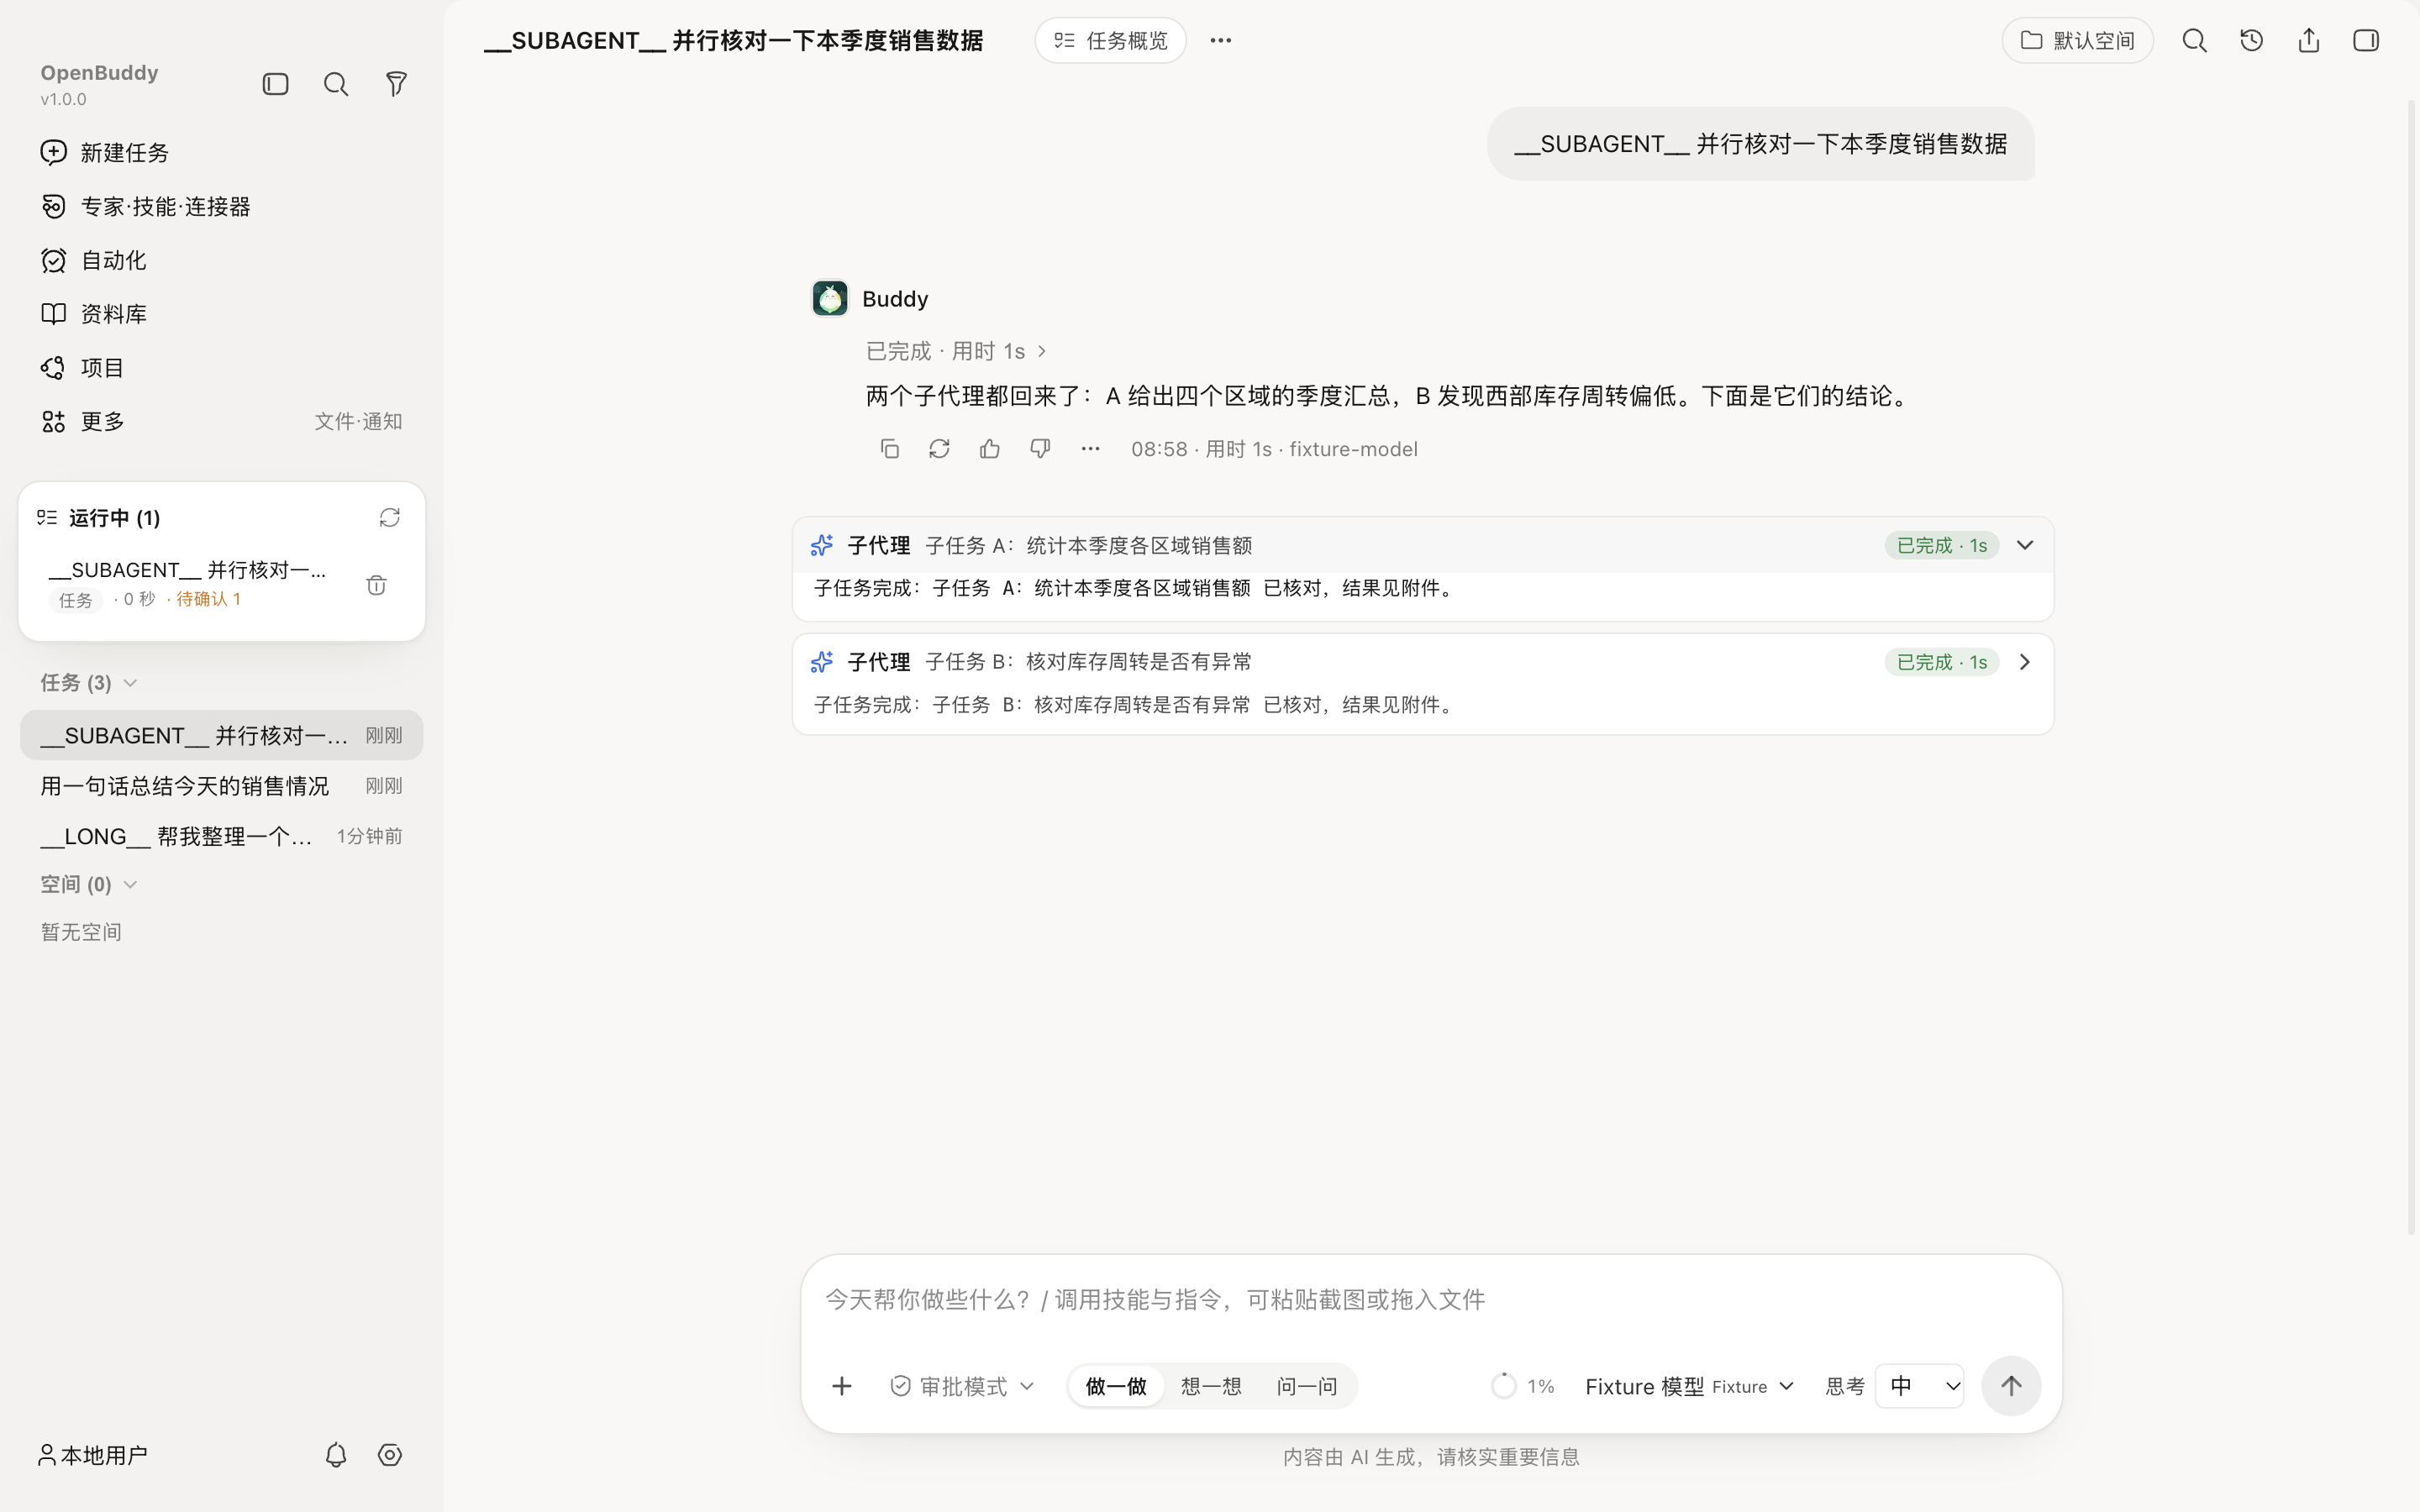 OpenBuddy
v1.0.0
新建任务
专家·技能·连接器
自动化
资料库
项目
更多 文件·通知
运行中 (1)
__SUBAGENT__ 并行核对一...
任务 · 0 秒 · 待确认 1
任务 (3)
__SUBAGENT__ 并行核对一... 刚刚
用一句话总结今天的销售情况 刚刚
__LONG__ 帮我整理一个... 1分钟前
空间 (0)
暂无空间
本地用户
__SUBAGENT__ 并行核对一下本季度销售数据 任务概览 默认空间
__SUBAGENT__ 并行核对一下本季度销售数据
Buddy
已完成 · 用时 1s
两个子代理都回来了：A 给出四个区域的季度汇总，B 发现西部库存周转偏低。下面是它们的结论。
08:58 · 用时 1s · fixture-model
子代理 子任务 A：统计本季度各区域销售额 已完成 · 1s
子任务完成：子任务 A：统计本季度各区域销售额 已核对，结果见附件。
子代理 子任务 B：核对库存周转是否有异常 已完成 · 1s
子任务完成：子任务 B：核对库存周转是否有异常 已核对，结果见附件。
今天帮你做些什么？/ 调用技能与指令，可粘贴截图或拖入文件
审批模式 做一做 想一想 问一问 1% Fixture 模型 Fixture 思考 中
内容由 AI 生成，请核实重要信息